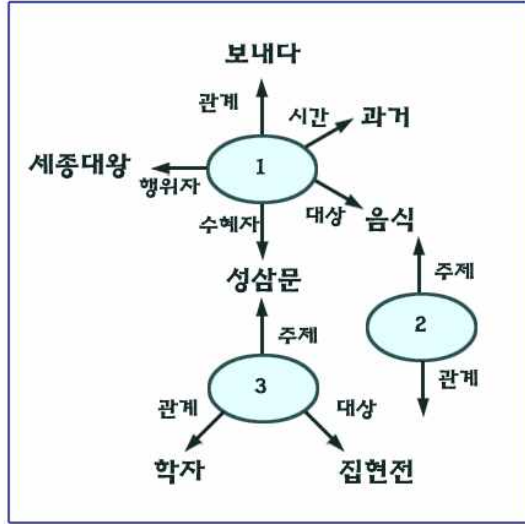 보내다
관계
시간 과거
세종대왕
1
행위자
수혜자
대상 음식
성삼문
주제
주제
2
3
관계
관계
대상
학자
집현전